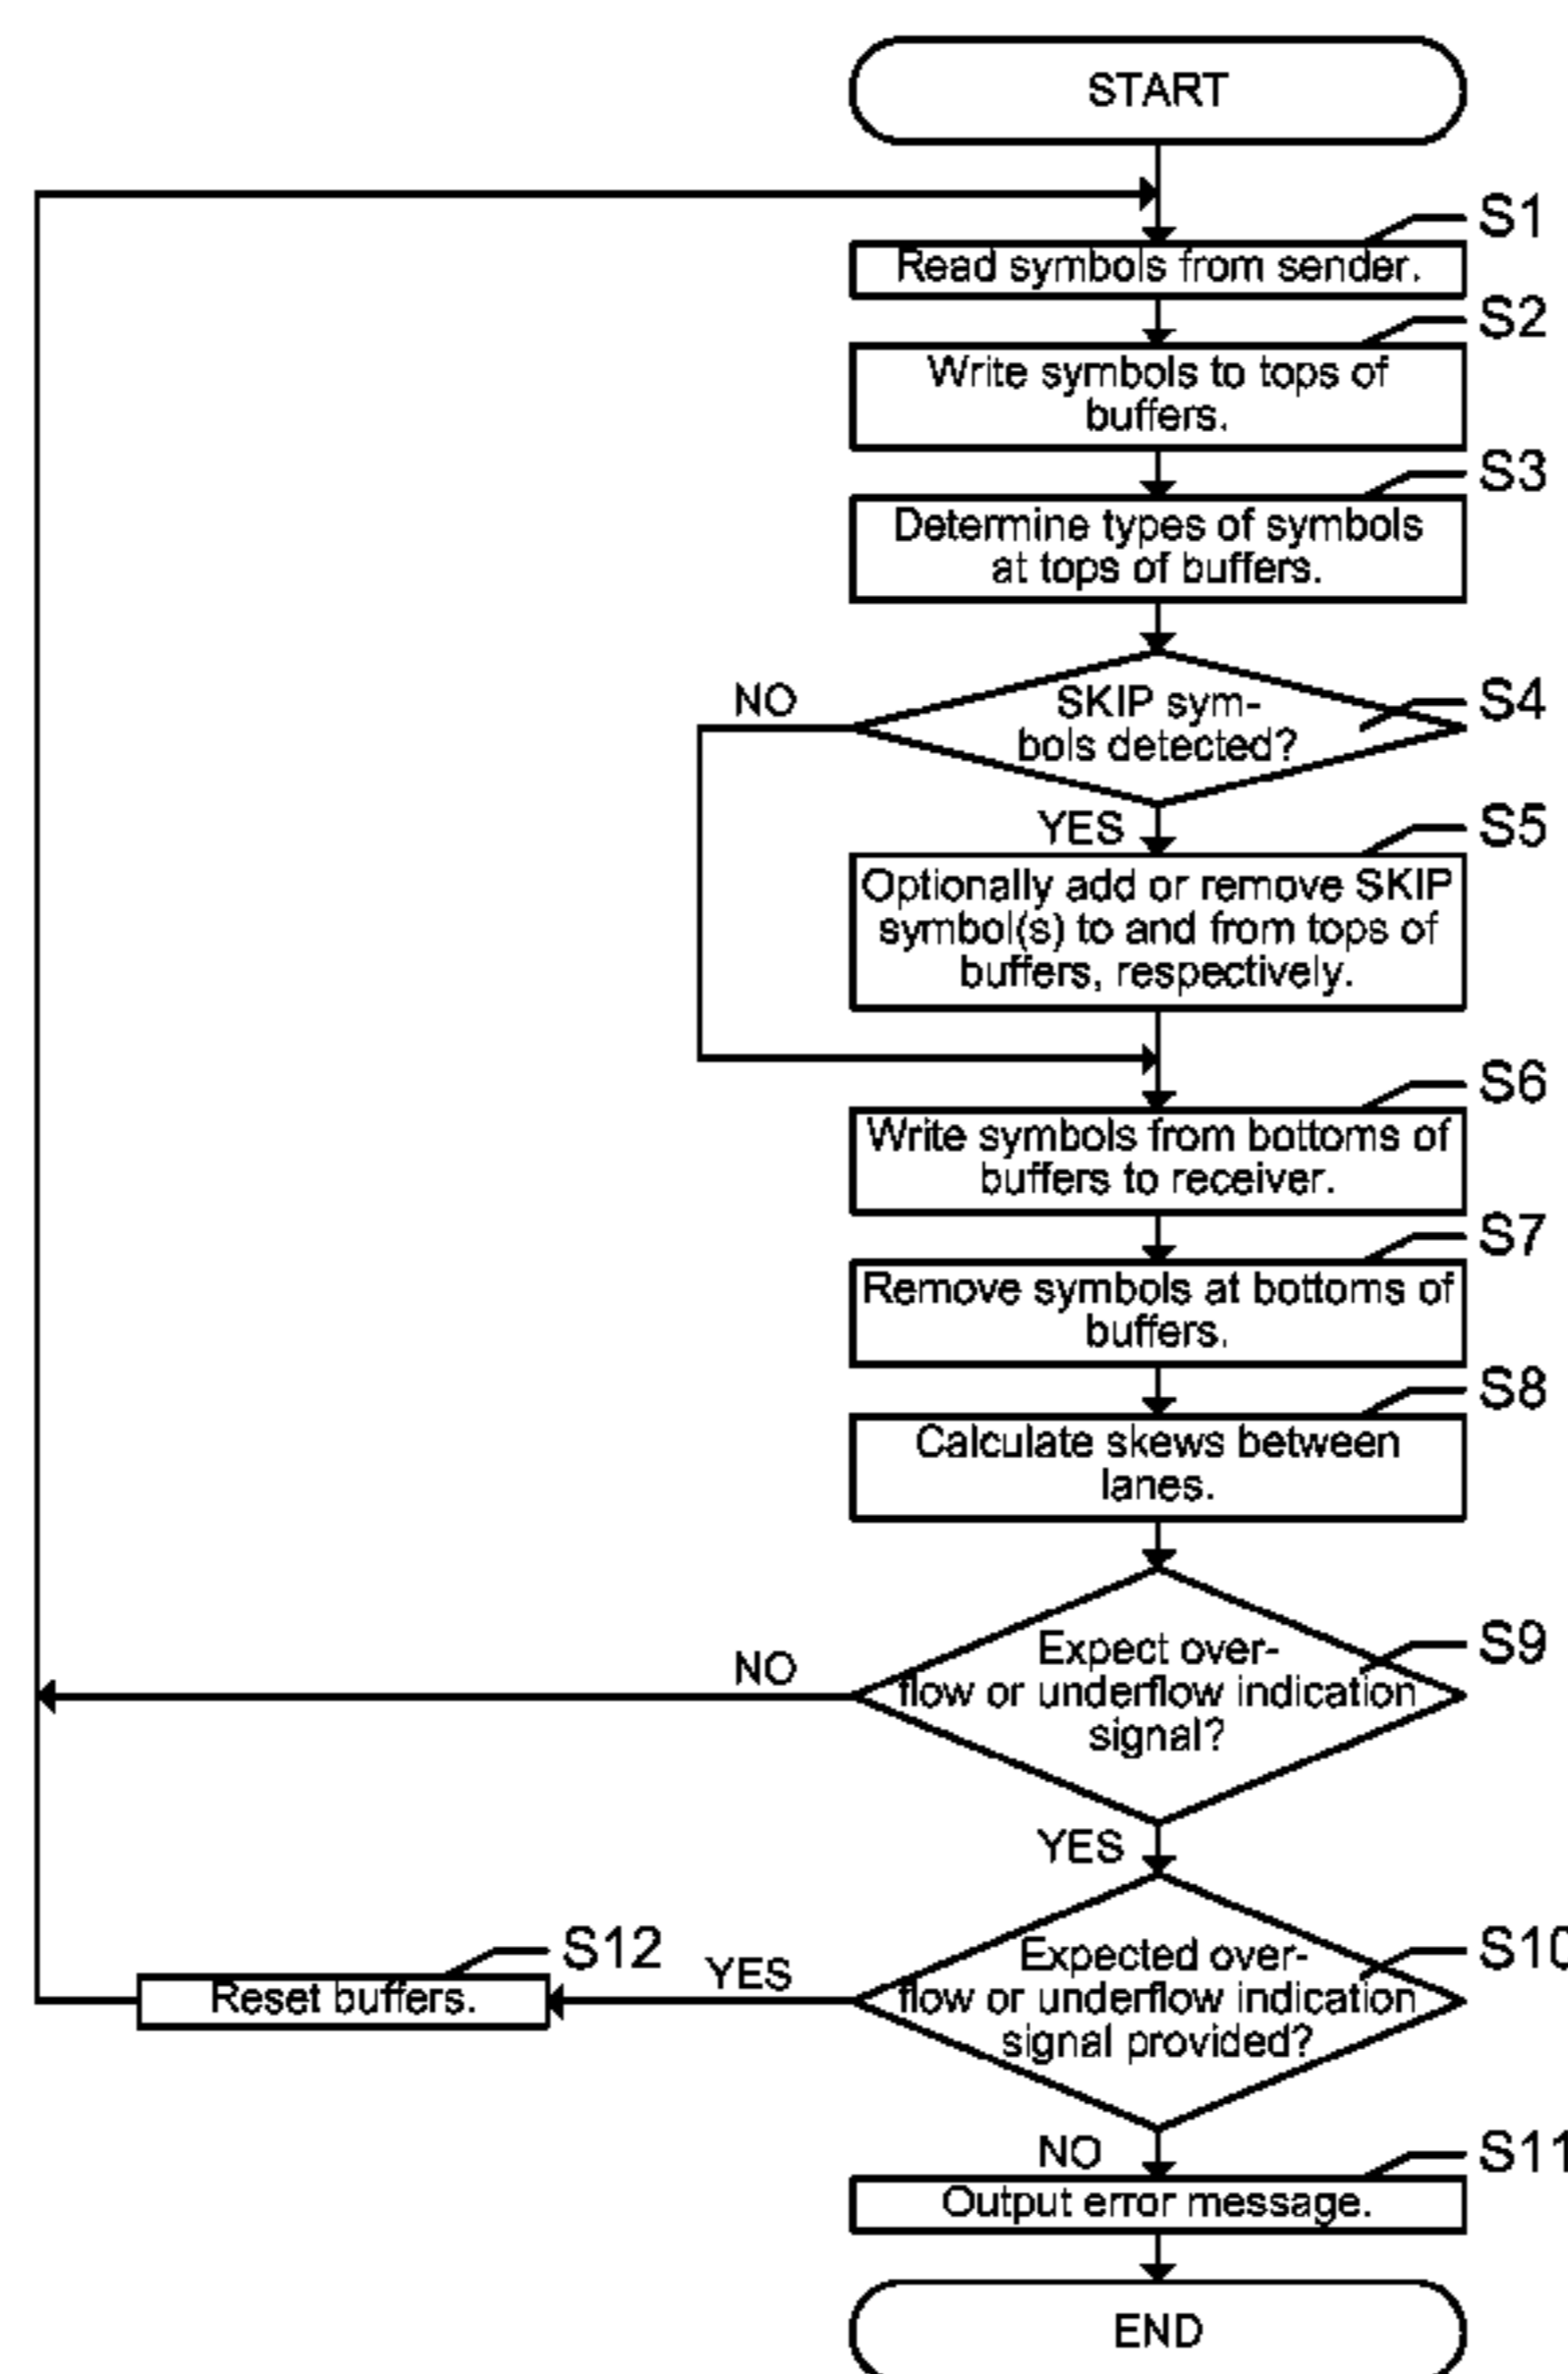 START
S1
Read symbols from sender.
S2
Write symbols to tops of
buffers.
S3
Determine types of symbols
at tops of buffers.
NO
SKIP sym-
bols detected?
S4
YES
S5
Optionally add or remove SKIP
symbol(s) to and from tops of
buffers, respectively.
S6
Write symbols from bottoms of
buffers to receiver.
S7
Remove symbols at bottoms of
buffers.
S8
Calculate skews between
lanes.
NO
Expect over-
flow or underflow indication
signal?
S9
YES
S12
Reset buffers.
YES
Expected over-
flow or underflow indication
signal provided?
S10
NO
S11
Output error message.
END